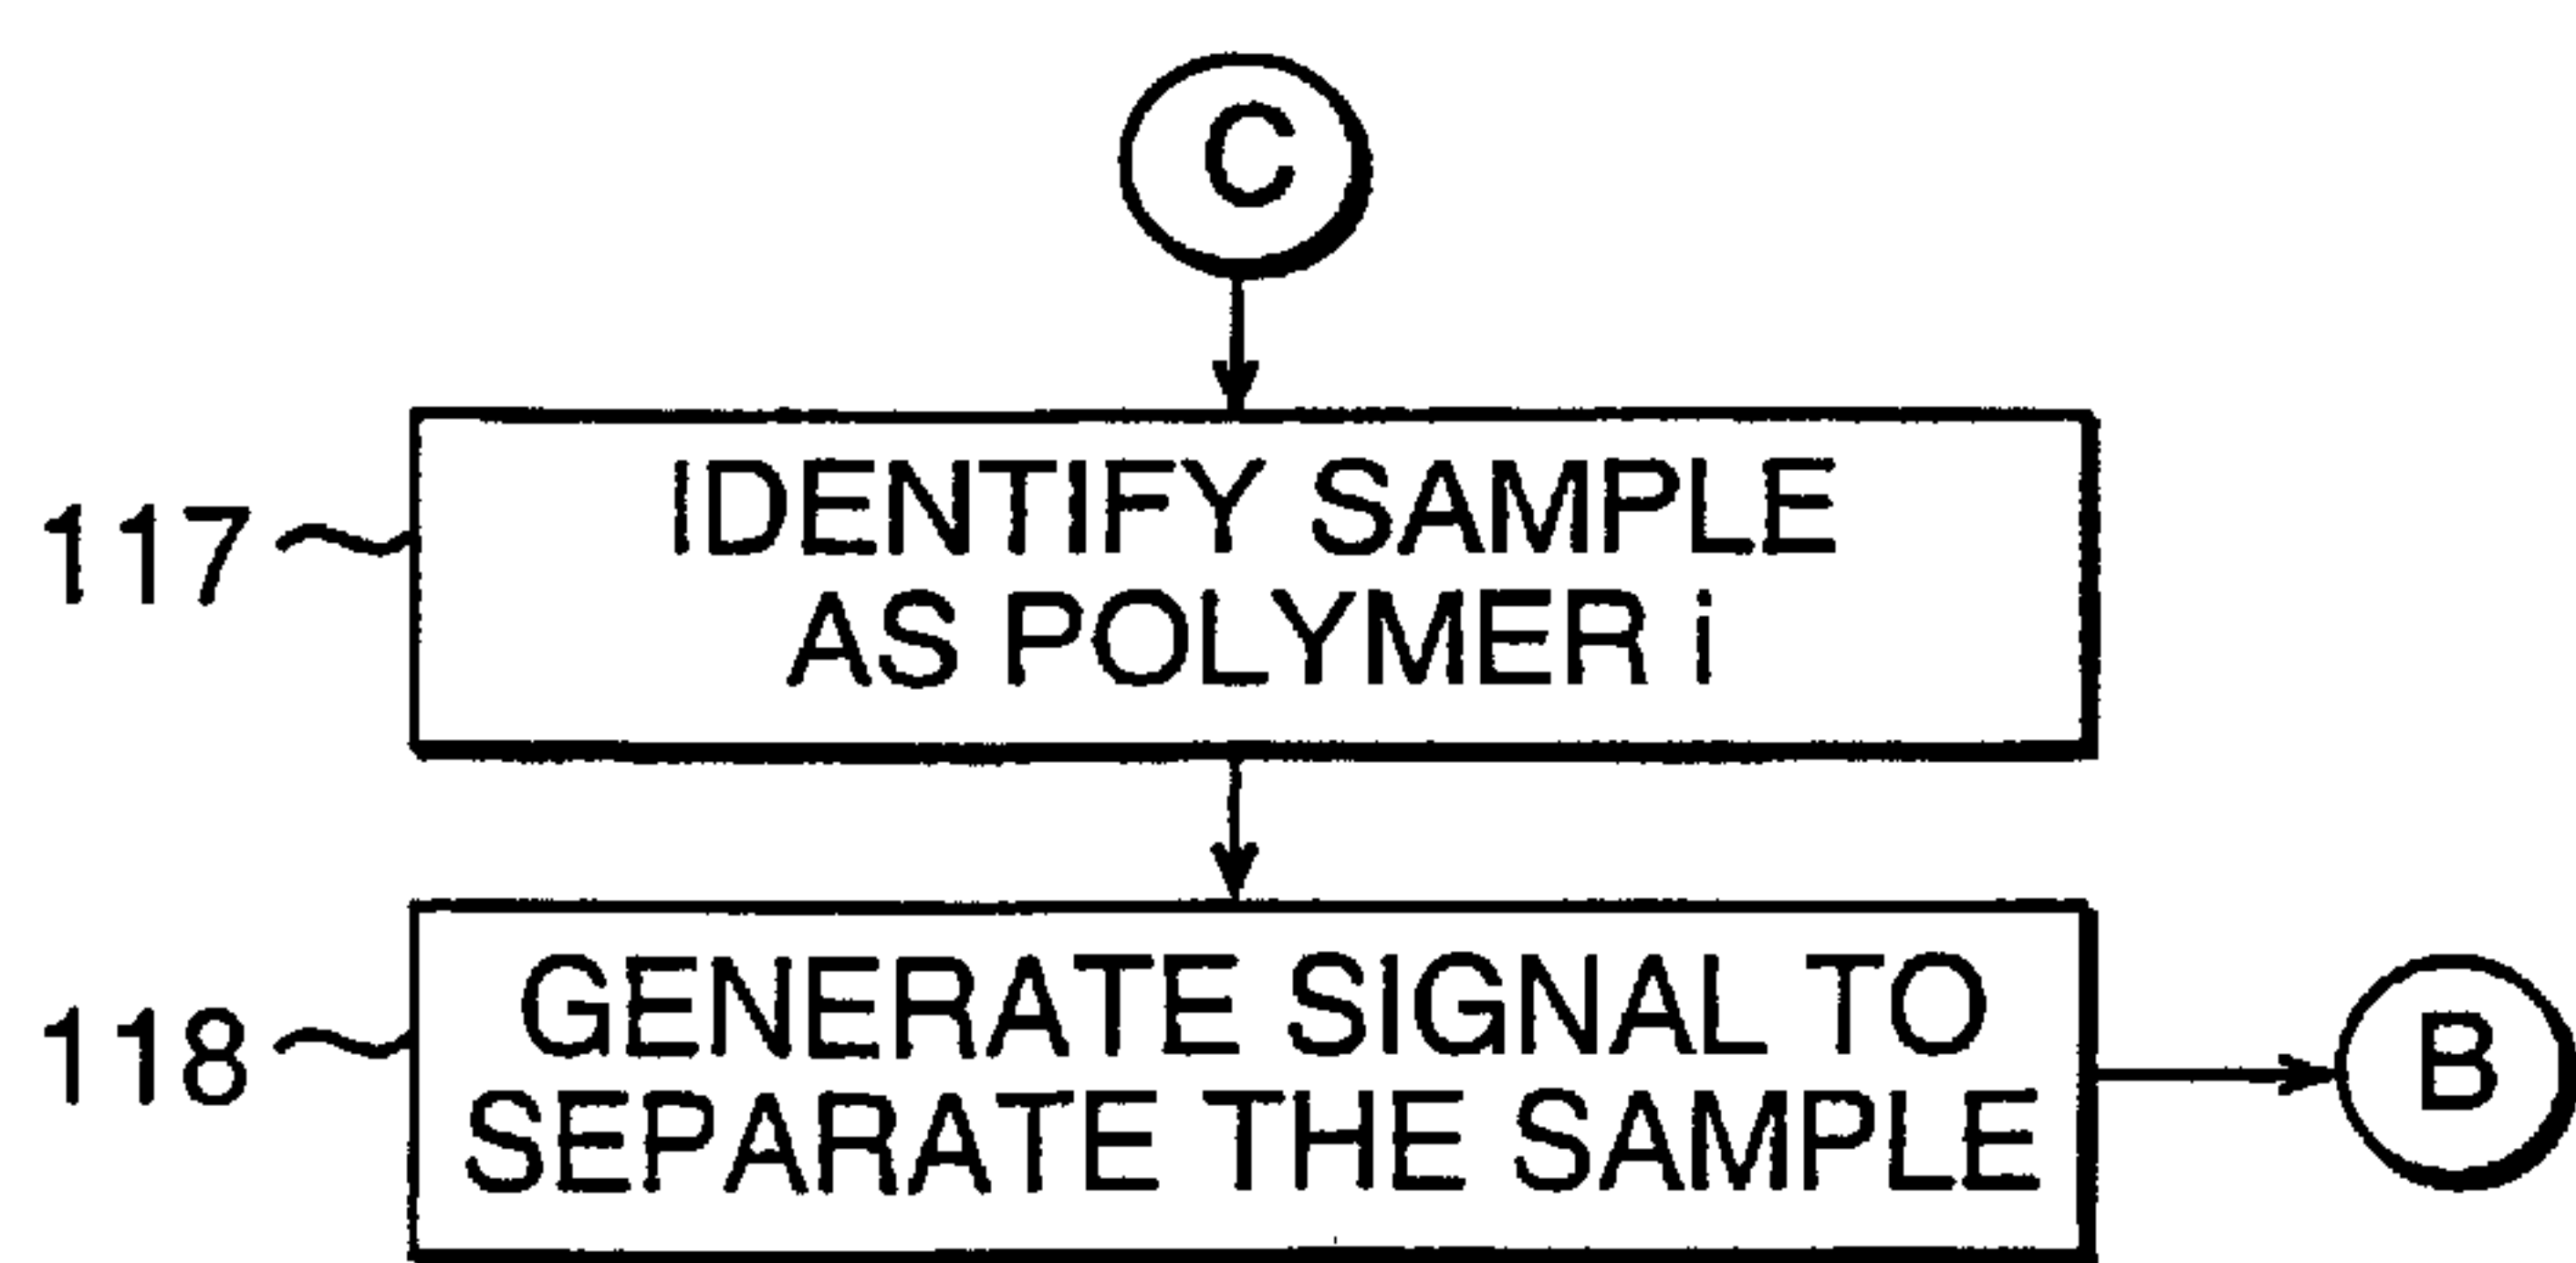 C
117
IDENTIFY SAMPLE
AS POLYMER i
118
GENERATE SIGNAL TO
SEPARATE THE SAMPLE
B